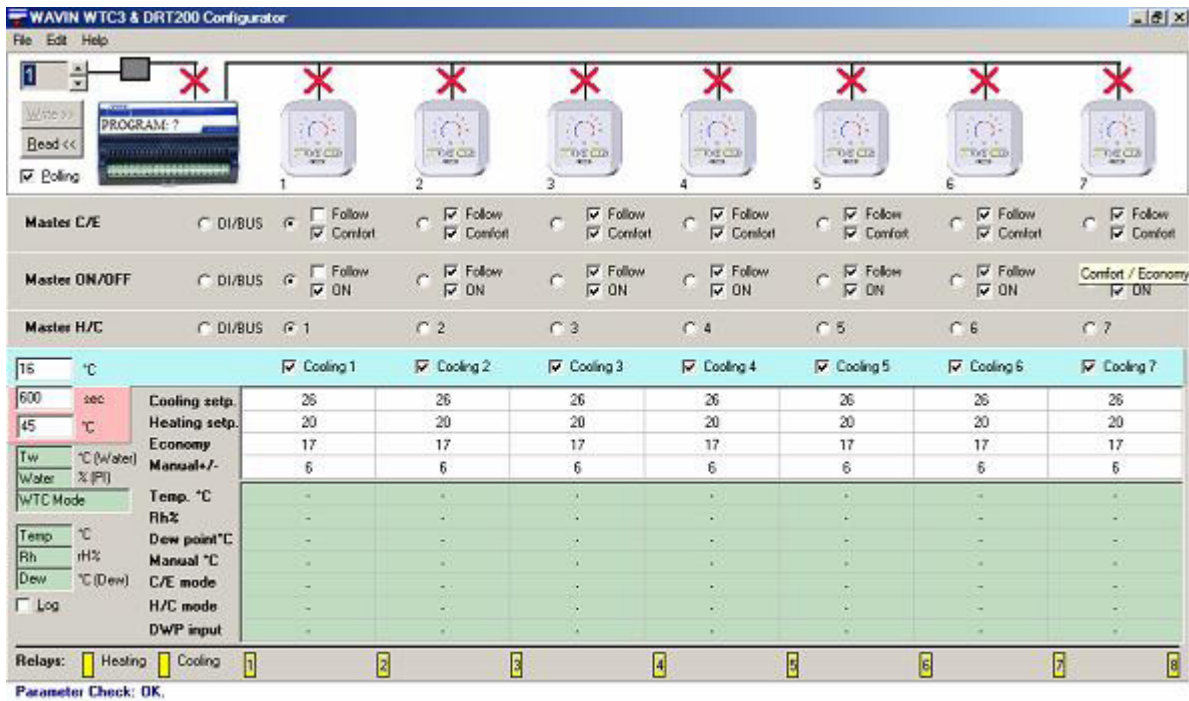 WAVIN WTC3 & DRT200 Configurator
File Edit Help
1
Write >>
Read <<
Polling
PROGRAM: ?
1 2 3 4 5 6 7
Master C/E DI/BUS Follow Follow Follow Follow Follow Follow Follow
Comfort Comfort Comfort Comfort Comfort Comfort Comfort
Master ON/OFF DI/BUS Follow Follow Follow Follow Follow Follow Comfort / Economy
ON ON ON ON ON ON ON
Master H/C DI/BUS 1 2 3 4 5 6 7
16 °C Cooling 1 Cooling 2 Cooling 3 Cooling 4 Cooling 5 Cooling 6 Cooling 7
600 sec Cooling setp. 26 26 26 26 26 26 26
45 °C Heating setp. 20 20 20 20 20 20 20
Economy 17 17 17 17 17 17 17
Tw °C (Water) Manual+/- 6 6 6 6 6 6 6
Water % (PI)
WTC Mode Temp. °C - - - - - - -
Rh% - - - - - - -
Temp °C Dew point°C - - - - - - -
Rh rH% Manual °C - - - - - - -
Dew °C (Dew) C/E mode - - - - - - -
Log H/C mode - - - - - - -
DWP input - - - - - - -
Relays: Heating Cooling 1 2 3 4 5 6 7 8
Parameter Check: OK.